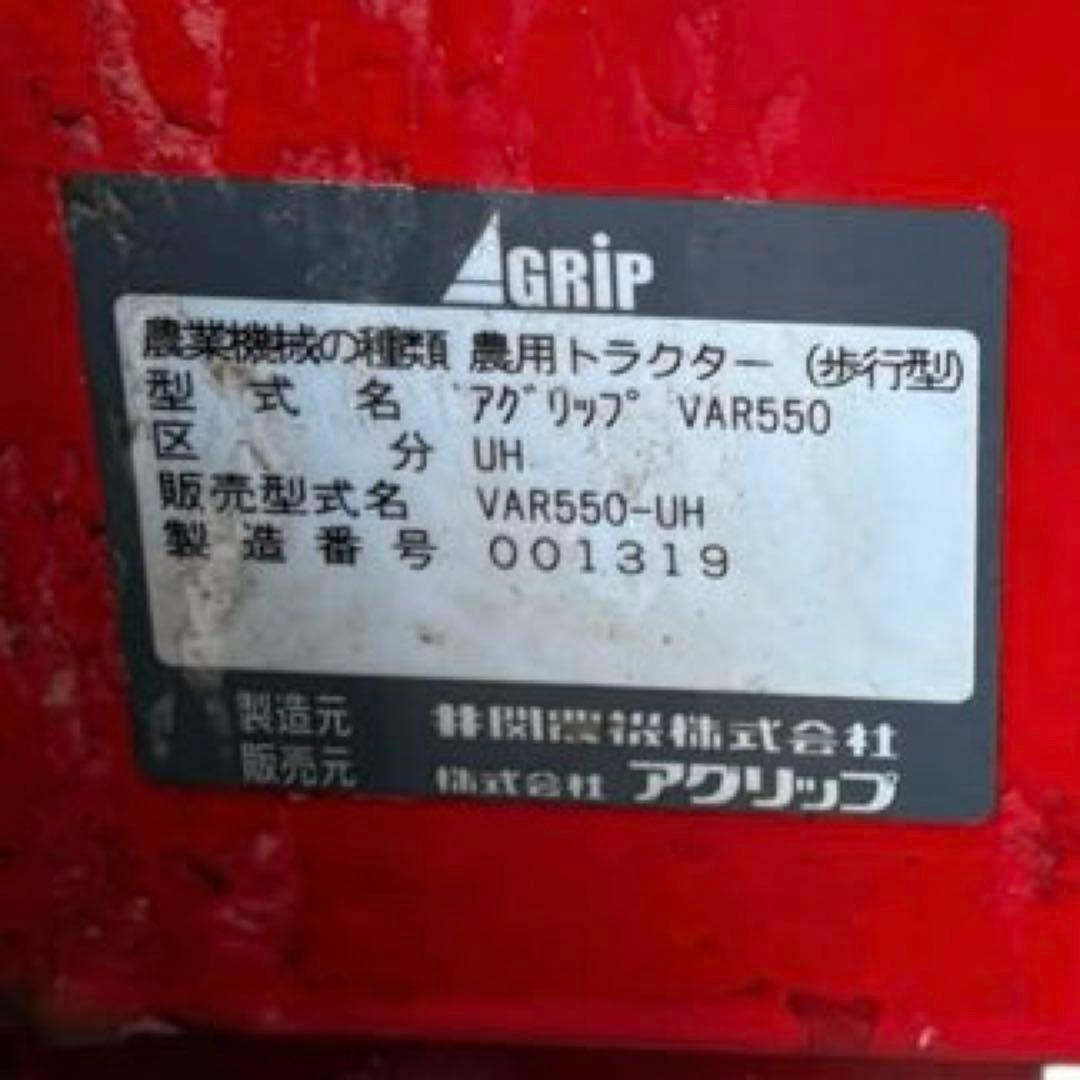 AGRiP
農業機械の種類 農用トラクター (歩行型)
型式名 アグリップ VAR550
区分 UH
販売型式名 VAR550-UH
製造番号 001319
製造元 井関農機株式会社
販売元 株式会社 アグリップ